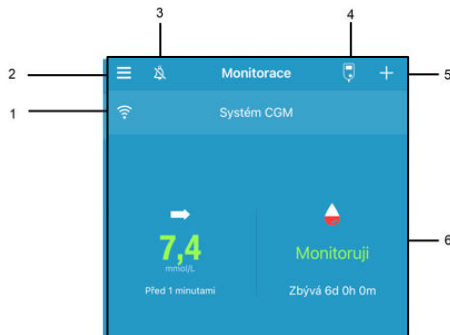 3
4
2
Monitorace
5
1
Systém CGM
7,4
mmol/L
Před 1 minutami
Monitoruji
Zbývá 6d 0h 0m
6